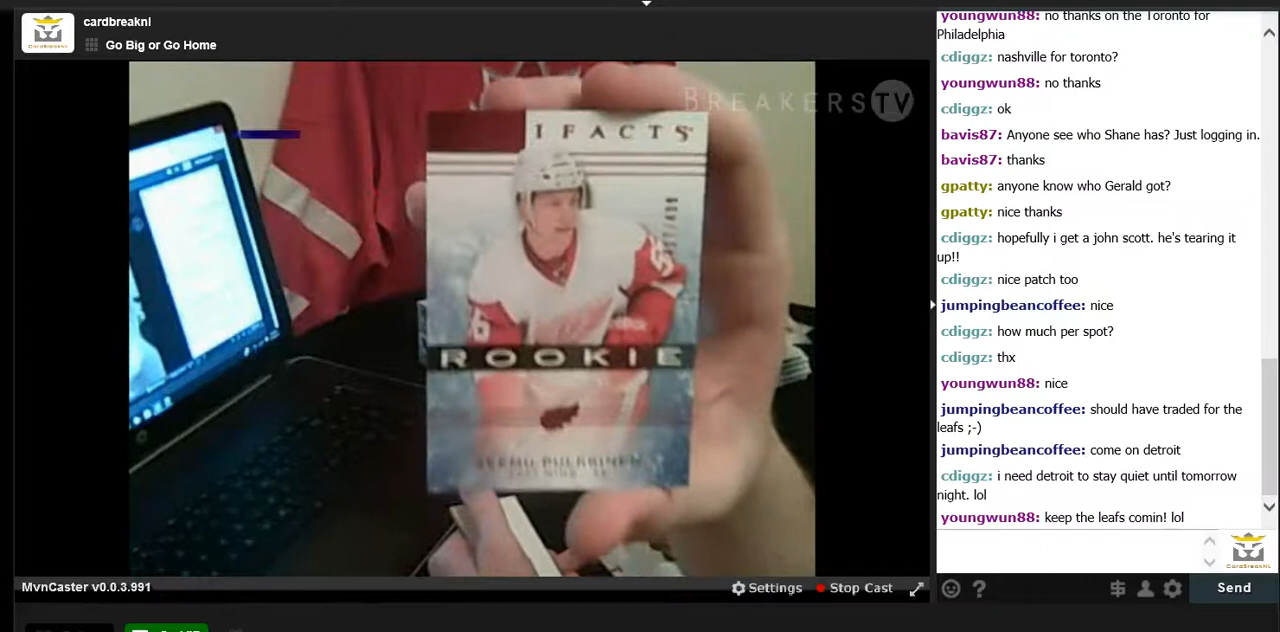 cardbreaknl
Go Big or Go Home
CARDBREAKNL
BREAKERSTV
IFACTS
ROOKIE
TEEMU PULKKINEN
MvnCaster v0.0.3.991
Settings
Stop Cast
youngwun88: no thanks on the Toronto for
Philadelphia
cdiggz: nashville for toronto?
youngwun88: no thanks
cdiggz: ok
bavis87: Anyone see who Shane has? Just logging in.
bavis87: thanks
gpatty: anyone know who Gerald got?
gpatty: nice thanks
cdiggz: hopefully i get a john scott. he's tearing it
up!!
cdiggz: nice patch too
jumpingbeancoffee: nice
cdiggz: how much per spot?
cdiggz: thx
youngwun88: nice
jumpingbeancoffee: should have traded for the
leafs ;-)
jumpingbeancoffee: come on detroit
cdiggz: i need detroit to stay quiet until tomorrow
night. lol
youngwun88: keep the leafs comin! lol
CARDBREAKNL
Send